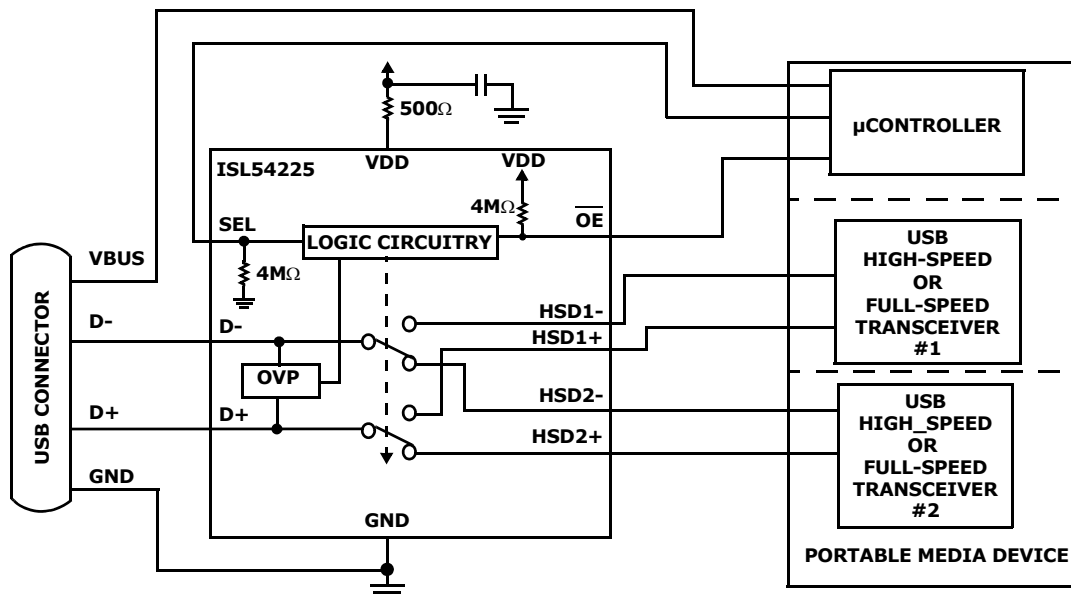 500Ω
µCONTROLLER
ISL54225
VDD
VDD
4MΩ
OE
SEL
LOGIC CIRCUITRY
4MΩ
USB CONNECTOR
VBUS
D-
D-
D+
D+
GND
OVP
HSD1-
HSD1+
HSD2-
HSD2+
GND
USB
HIGH-SPEED
OR
FULL-SPEED
TRANSCEIVER
#1
USB
HIGH_SPEED
OR
FULL-SPEED
TRANSCEIVER
#2
PORTABLE MEDIA DEVICE